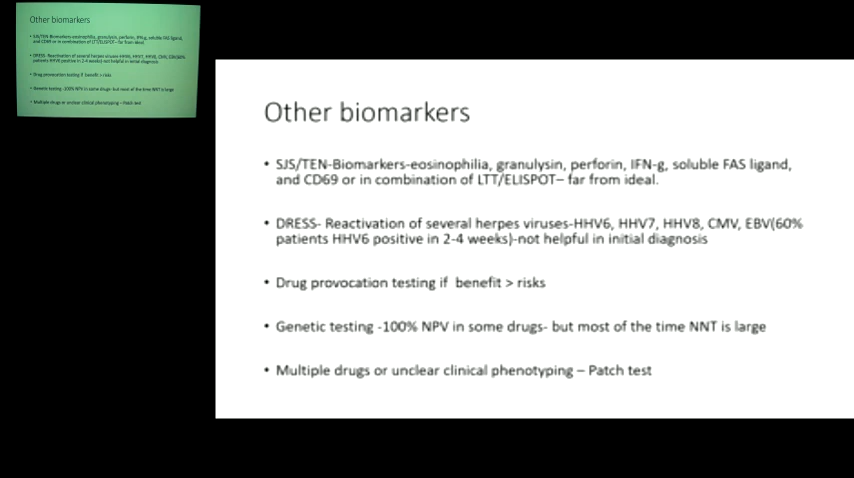 Other biomarkers
• SJS/TEN-Biomarkers-eosinophilia, granulysin, perforin, IFN-g, soluble FAS ligand,
and CD69 or in combination of LTT/ELISPOT– far from ideal.
• DRESS- Reactivation of several herpes viruses-HHV6, HHV7, HHV8, CMV, EBV(60%
patients HHV6 positive in 2-4 weeks)-not helpful in initial diagnosis
• Drug provocation testing if  benefit > risks
• Genetic testing -100% NPV in some drugs- but most of the time NNT is large
• Multiple drugs or unclear clinical phenotyping – Patch test
Other biomarkers
• SJS/TEN-Biomarkers-eosinophilia, granulysin, perforin, IFN-g, soluble FAS ligand,
and CD69 or in combination of LTT/ELISPOT– far from ideal.
• DRESS- Reactivation of several herpes viruses-HHV6, HHV7, HHV8, CMV, EBV(60%
patients HHV6 positive in 2-4 weeks)-not helpful in initial diagnosis
• Drug provocation testing if  benefit > risks
• Genetic testing -100% NPV in some drugs- but most of the time NNT is large
• Multiple drugs or unclear clinical phenotyping – Patch test